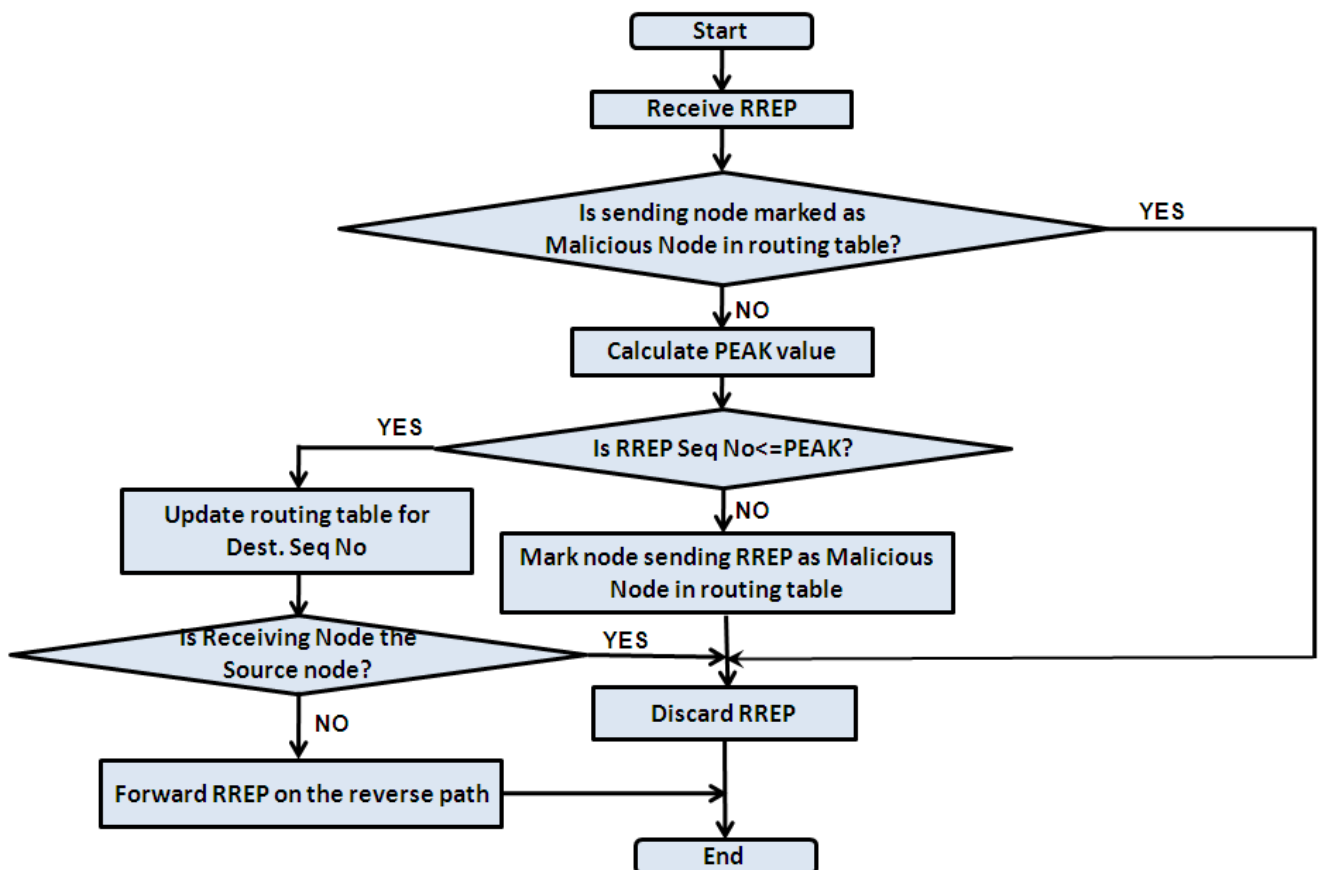 Start
Receive RREP
Is sending node marked as
Malicious Node in routing table?
YES
NO
Calculate PEAK value
YES
Is RREP Seq No<=PEAK?
NO
Update routing table for
Dest. Seq No
Mark node sending RREP as Malicious
Node in routing table
Is Receiving Node the
Source node?
YES
NO
Discard RREP
Forward RREP on the reverse path
End